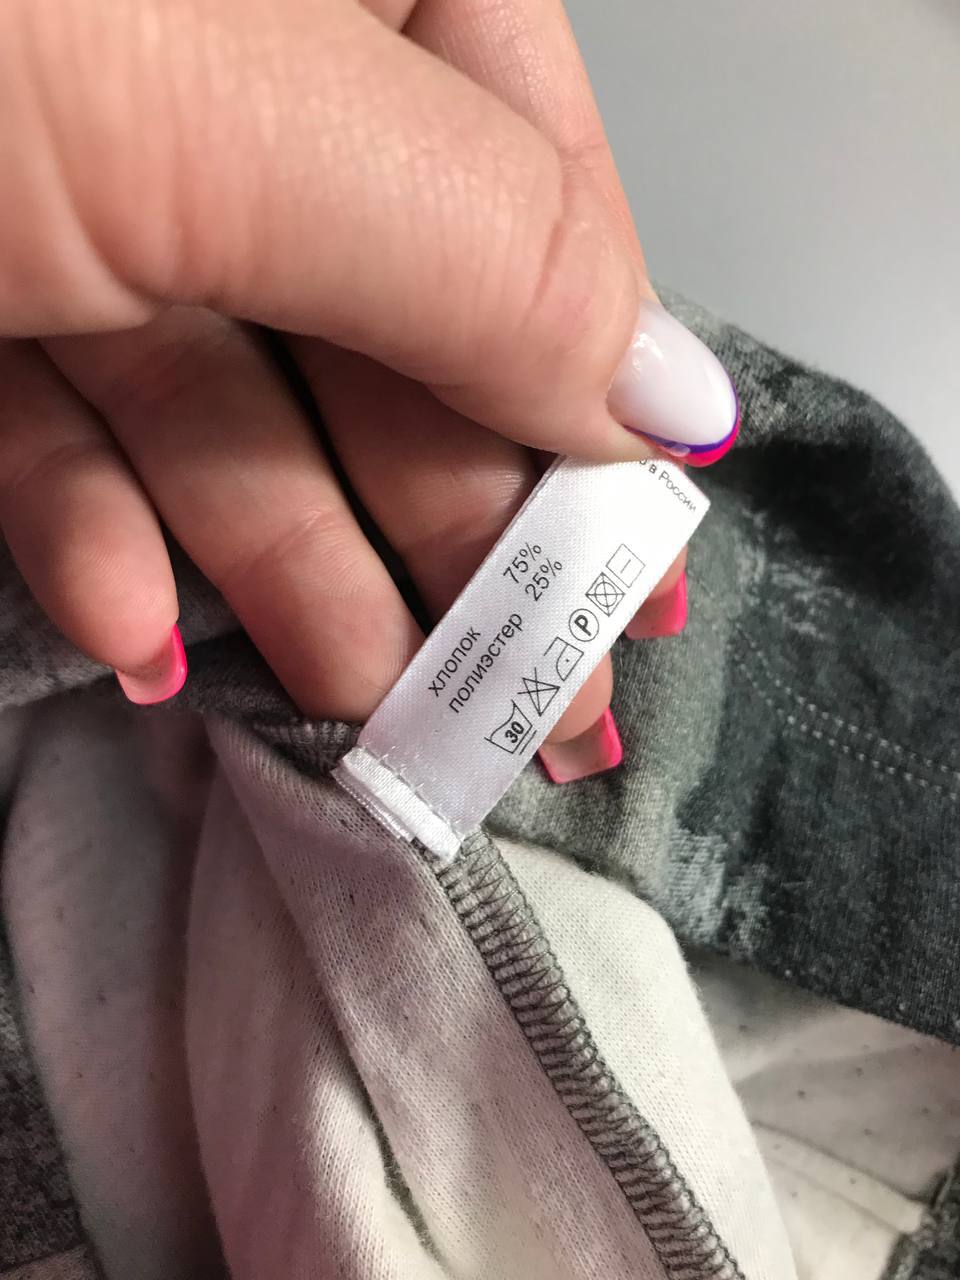 хлопок 75%
полиэстер 25%
30
P
в России